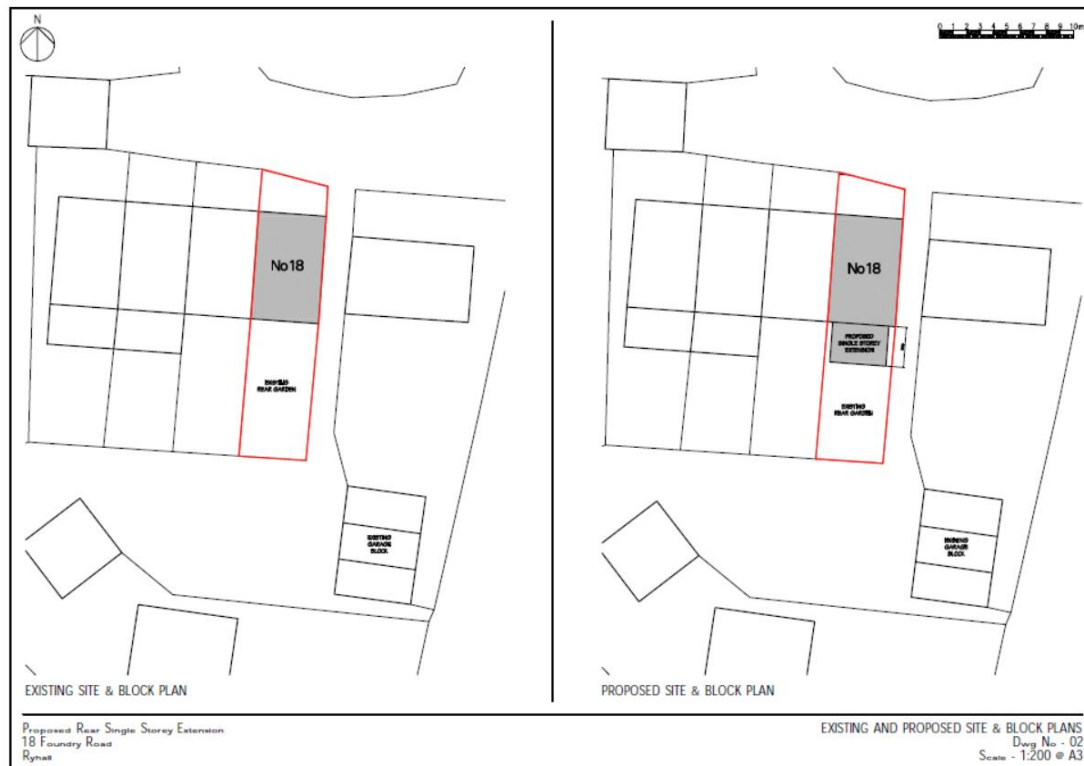 N
0 1 2 3 4 5 6 7 8 9 10m
No18
EXISTING
REAR GARDEN
EXISTING
GARAGE
BLOCK
EXISTING SITE & BLOCK PLAN
No18
PROPOSED
SINGLE STOREY
EXTENSION
EXISTING
REAR GARDEN
EXISTING
GARAGE
BLOCK
PROPOSED SITE & BLOCK PLAN
Proposed Rear Single Storey Extension
18 Foundry Road
Ryhall
EXISTING AND PROPOSED SITE & BLOCK PLANS
Dwg No - 02
Scale - 1:200 @ A3